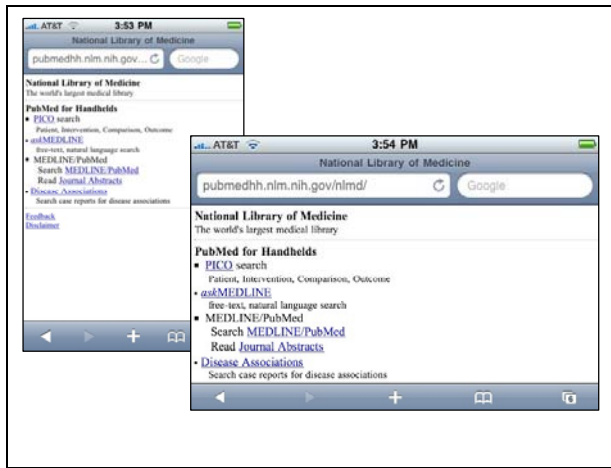 AT&T 3:53 PM
National Library of Medicine
pubmedhh.nlm.nih.gov... Google
National Library of Medicine
The world's largest medical library
PubMed for Handhelds
▪ PICO search
Patient, Intervention, Comparison, Outcome
▪ askMEDLINE
free-text, natural language search
▪ MEDLINE/PubMed
Search MEDLINE/PubMed
Read Journal Abstracts
▪ Disease Associations
Search case reports for disease associations
Feedback
Disclaimer
AT&T 3:54 PM
National Library of Medicine
pubmedhh.nlm.nih.gov/nlmd/ Google
National Library of Medicine
The world's largest medical library
PubMed for Handhelds
▪ PICO search
Patient, Intervention, Comparison, Outcome
▪ askMEDLINE
free-text, natural language search
▪ MEDLINE/PubMed
Search MEDLINE/PubMed
Read Journal Abstracts
▪ Disease Associations
Search case reports for disease associations